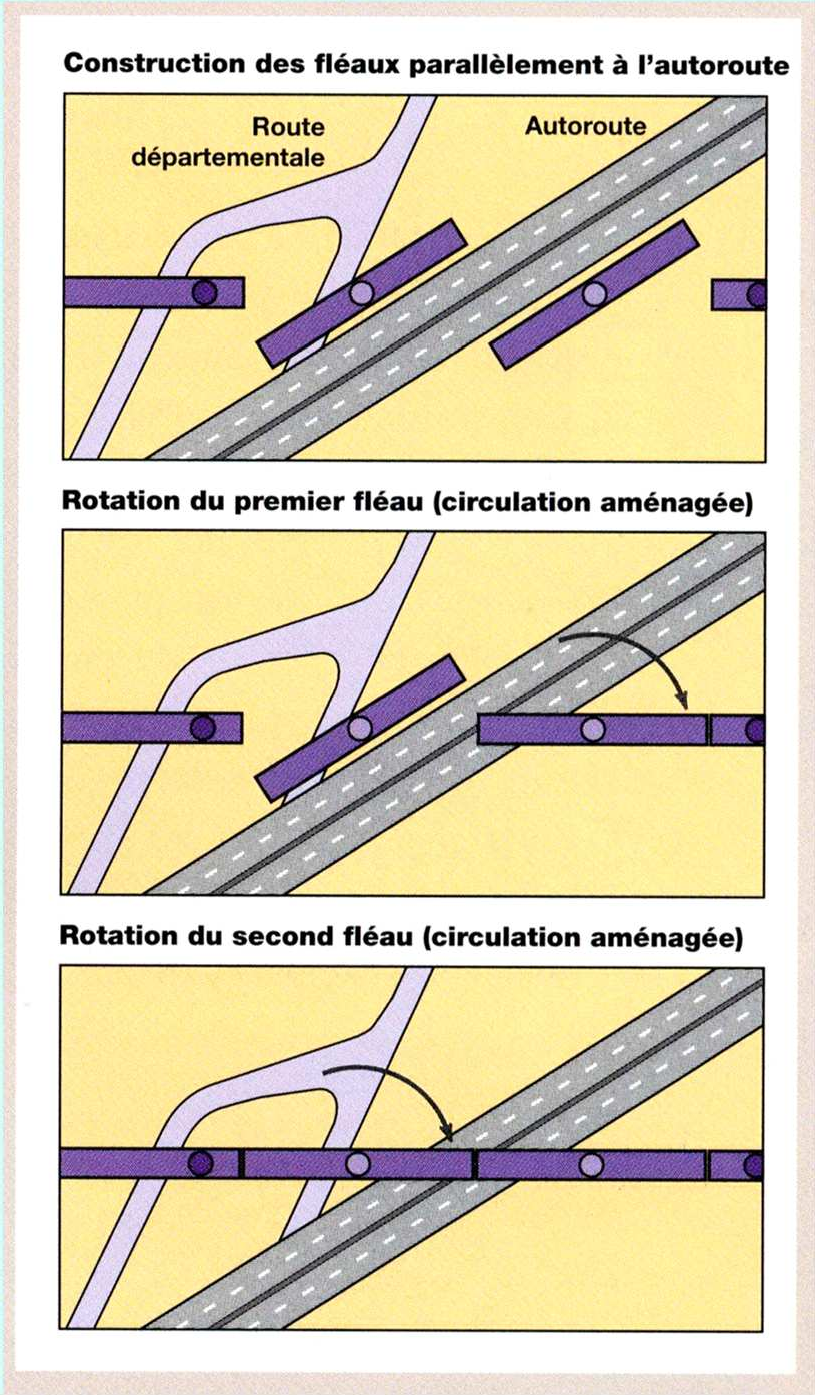 Construction des fléaux parallèlement à l'autoroute
Route
départementale
Autoroute
Rotation du premier fléau (circulation aménagée)
Rotation du second fléau (circulation aménagée)